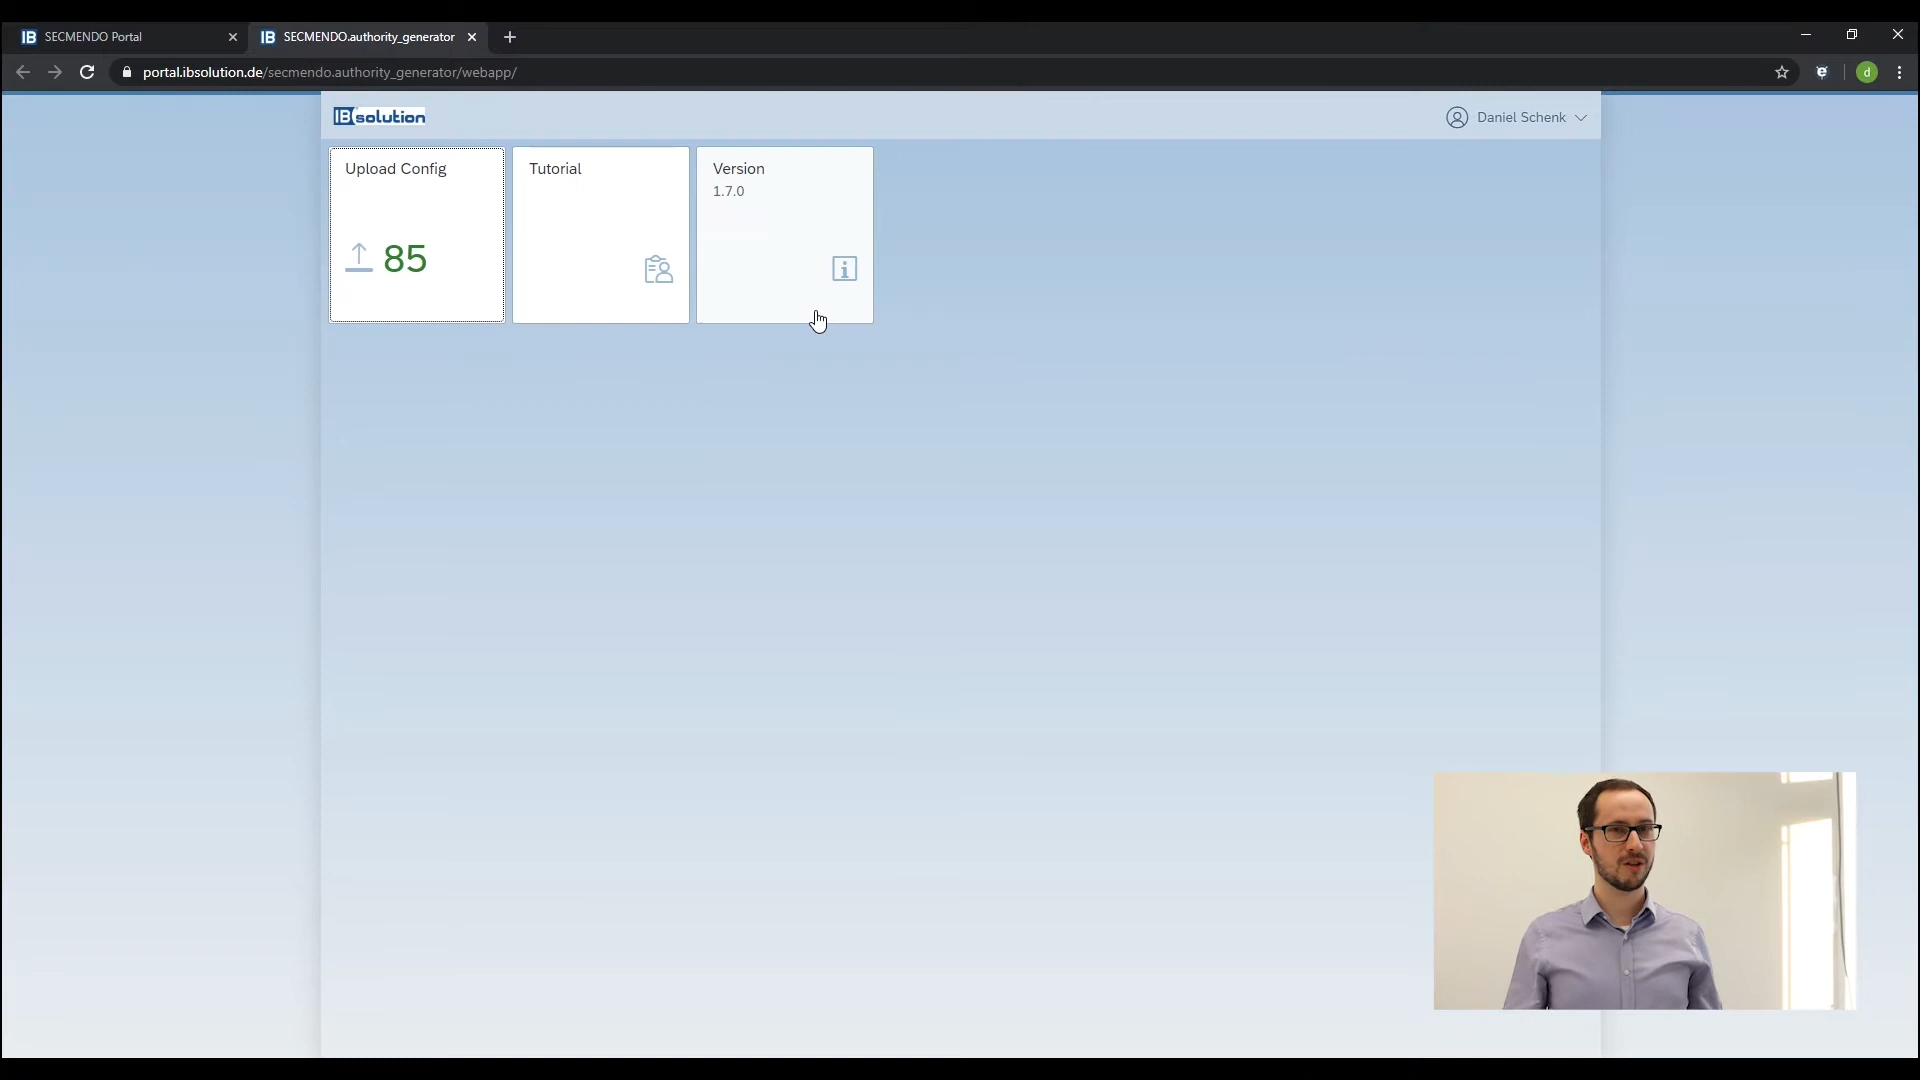 SECMENDO Portal
SECMENDO.authority_generator
portal.ibsolution.de/secmendo.authority_generator/webapp/
d
IBsolution
Daniel Schenk
Upload Config
85
Tutorial
Version
1.7.0